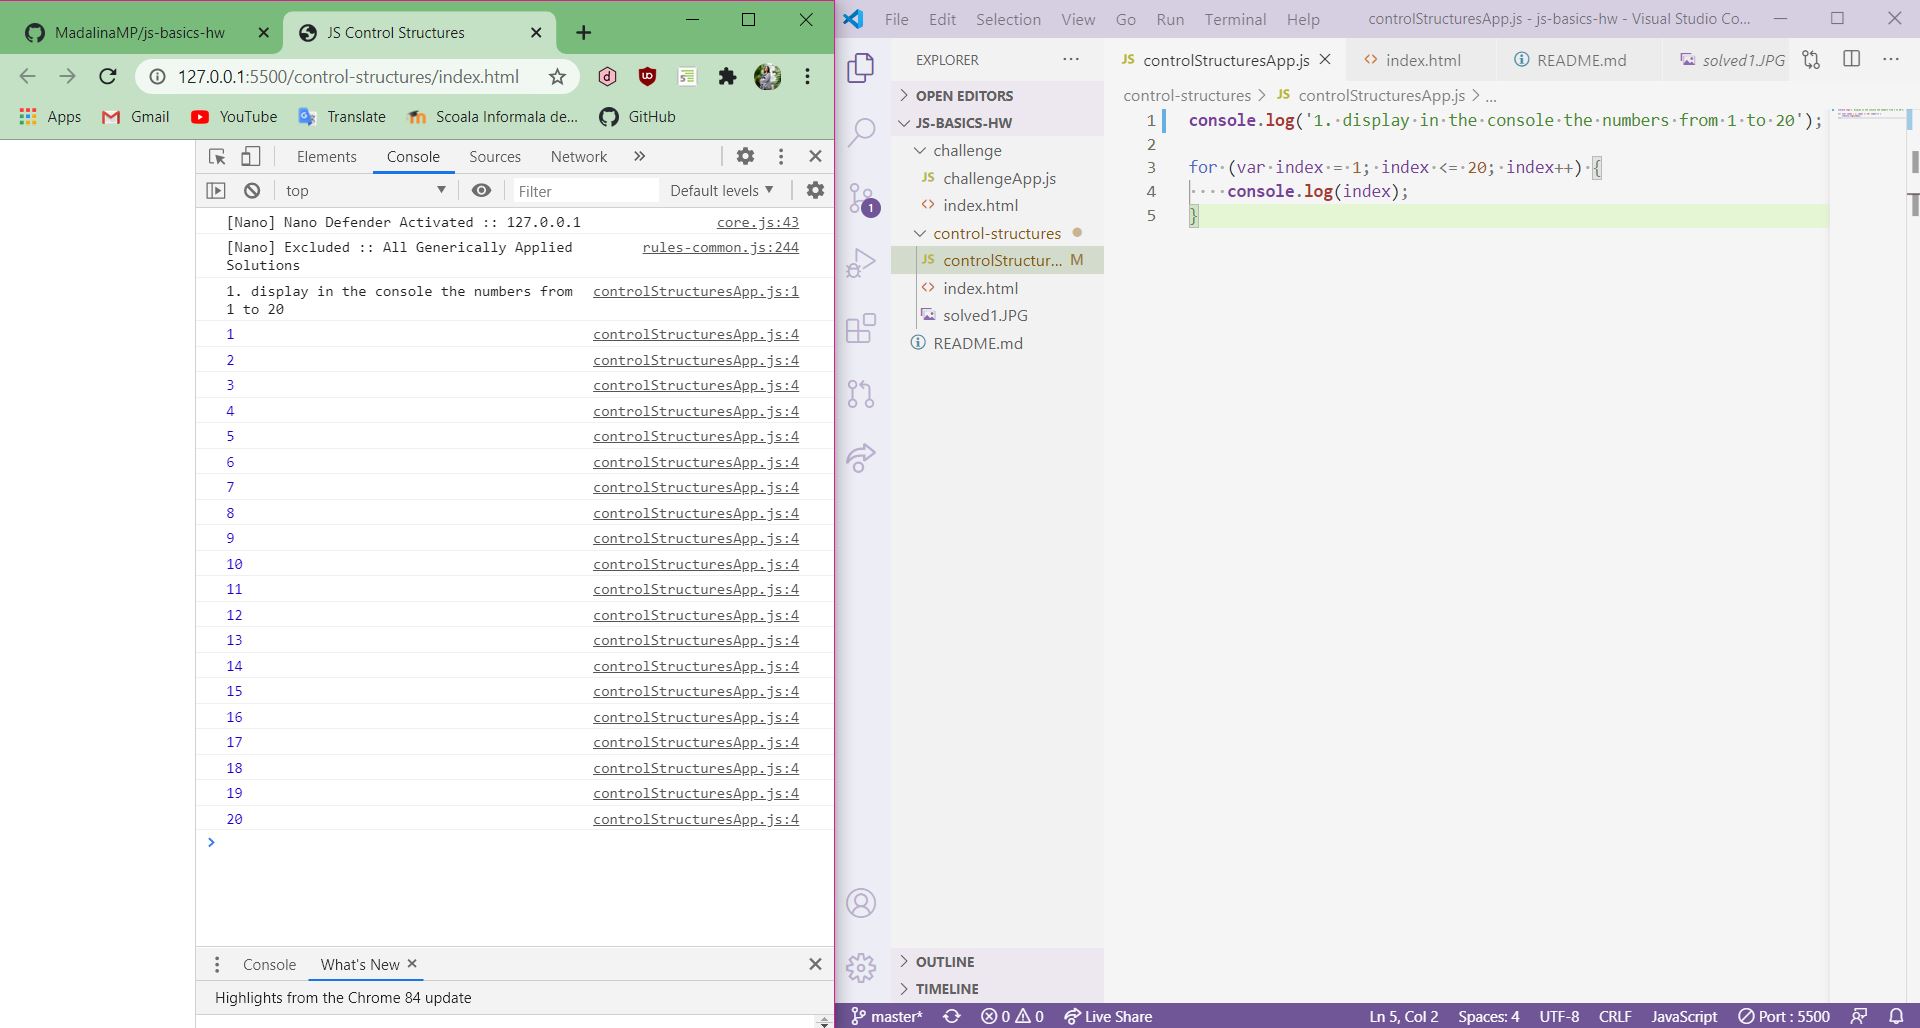 MadalinaMP/js-basics-hw
JS Control Structures
127.0.0.1:5500/control-structures/index.html
Apps
Gmail
YouTube
Translate
Scoala Informala de...
GitHub
Elements
Console
Sources
Network
top
Filter
Default levels
[Nano] Nano Defender Activated :: 127.0.0.1 core.js:43
[Nano] Excluded :: All Generically Applied rules-common.js:244
Solutions
1. display in the console the numbers from controlStructuresApp.js:1
1 to 20
1 controlStructuresApp.js:4
2 controlStructuresApp.js:4
3 controlStructuresApp.js:4
4 controlStructuresApp.js:4
5 controlStructuresApp.js:4
6 controlStructuresApp.js:4
7 controlStructuresApp.js:4
8 controlStructuresApp.js:4
9 controlStructuresApp.js:4
10 controlStructuresApp.js:4
11 controlStructuresApp.js:4
12 controlStructuresApp.js:4
13 controlStructuresApp.js:4
14 controlStructuresApp.js:4
15 controlStructuresApp.js:4
16 controlStructuresApp.js:4
17 controlStructuresApp.js:4
18 controlStructuresApp.js:4
19 controlStructuresApp.js:4
20 controlStructuresApp.js:4
Console
What's New
Highlights from the Chrome 84 update
File Edit Selection View Go Run Terminal Help
controlStructuresApp.js - js-basics-hw - Visual Studio Co...
EXPLORER
OPEN EDITORS
JS-BASICS-HW
challenge
JS challengeApp.js
<> index.html
control-structures
JS controlStructur... M
<> index.html
solved1.JPG
README.md
OUTLINE
TIMELINE
1
JS controlStructuresApp.js
<> index.html
README.md
solved1.JPG
control-structures > JS controlStructuresApp.js > ...
1 console.log('1. display in the console the numbers from 1 to 20');
2
3 for (var index = 1; index <= 20; index++) {
4 console.log(index);
5 }
master*
0 0
Live Share
Ln 5, Col 2
Spaces: 4
UTF-8
CRLF
JavaScript
Port : 5500